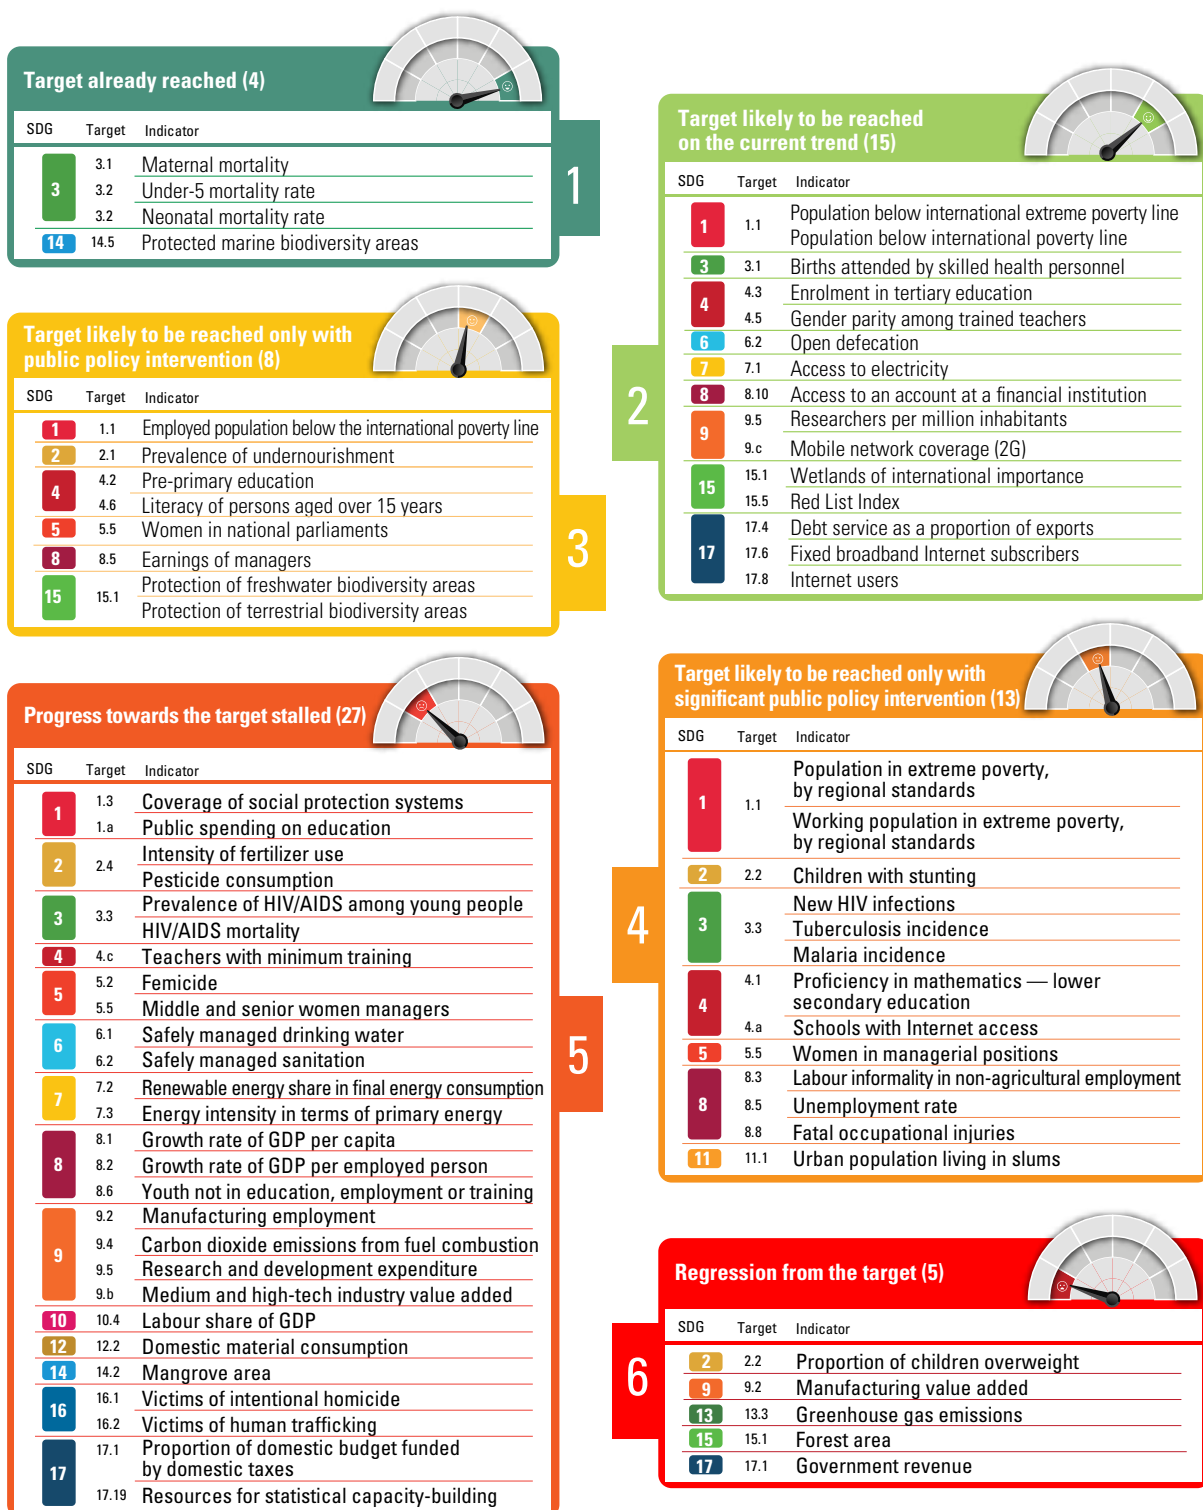 Target already reached (4)
SDG Target Indicator
3
3.1 Maternal mortality
3.2 Under-5 mortality rate
3.2 Neonatal mortality rate
14 14.5 Protected marine biodiversity areas
1
Target likely to be reached
on the current trend (15)
SDG Target Indicator
1 1.1 Population below international extreme poverty line
Population below international poverty line
3 3.1 Births attended by skilled health personnel
4
4.3 Enrolment in tertiary education
4.5 Gender parity among trained teachers
6 6.2 Open defecation
7 7.1 Access to electricity
8 8.10 Access to an account at a financial institution
9
9.5 Researchers per million inhabitants
9.c Mobile network coverage (2G)
15
15.1 Wetlands of international importance
15.5 Red List Index
17
17.4 Debt service as a proportion of exports
17.6 Fixed broadband Internet subscribers
17.8 Internet users
2
Target likely to be reached only with
public policy intervention (8)
SDG Target Indicator
1 1.1 Employed population below the international poverty line
2 2.1 Prevalence of undernourishment
4
4.2 Pre-primary education
4.6 Literacy of persons aged over 15 years
5 5.5 Women in national parliaments
8 8.5 Earnings of managers
15 15.1 Protection of freshwater biodiversity areas
Protection of terrestrial biodiversity areas
3
Target likely to be reached only with
significant public policy intervention (13)
SDG Target Indicator
1 1.1 Population in extreme poverty,
by regional standards
Working population in extreme poverty,
by regional standards
2 2.2 Children with stunting
3 3.3 New HIV infections
Tuberculosis incidence
Malaria incidence
4
4.1 Proficiency in mathematics — lower
secondary education
4.a Schools with Internet access
5 5.5 Women in managerial positions
8
8.3 Labour informality in non-agricultural employment
8.5 Unemployment rate
8.8 Fatal occupational injuries
11 11.1 Urban population living in slums
4
Progress towards the target stalled (27)
SDG Target Indicator
1
1.3 Coverage of social protection systems
1.a Public spending on education
2 2.4 Intensity of fertilizer use
Pesticide consumption
3 3.3 Prevalence of HIV/AIDS among young people
HIV/AIDS mortality
4 4.c Teachers with minimum training
5
5.2 Femicide
5.5 Middle and senior women managers
6
6.1 Safely managed drinking water
6.2 Safely managed sanitation
7
7.2 Renewable energy share in final energy consumption
7.3 Energy intensity in terms of primary energy
8
8.1 Growth rate of GDP per capita
8.2 Growth rate of GDP per employed person
8.6 Youth not in education, employment or training
9
9.2 Manufacturing employment
9.4 Carbon dioxide emissions from fuel combustion
9.5 Research and development expenditure
9.b Medium and high-tech industry value added
10 10.4 Labour share of GDP
12 12.2 Domestic material consumption
14 14.2 Mangrove area
16
16.1 Victims of intentional homicide
16.2 Victims of human trafficking
17
17.1 Proportion of domestic budget funded
by domestic taxes
17.19 Resources for statistical capacity-building
5
Regression from the target (5)
SDG Target Indicator
2 2.2 Proportion of children overweight
9 9.2 Manufacturing value added
13 13.3 Greenhouse gas emissions
15 15.1 Forest area
17 17.1 Government revenue
6